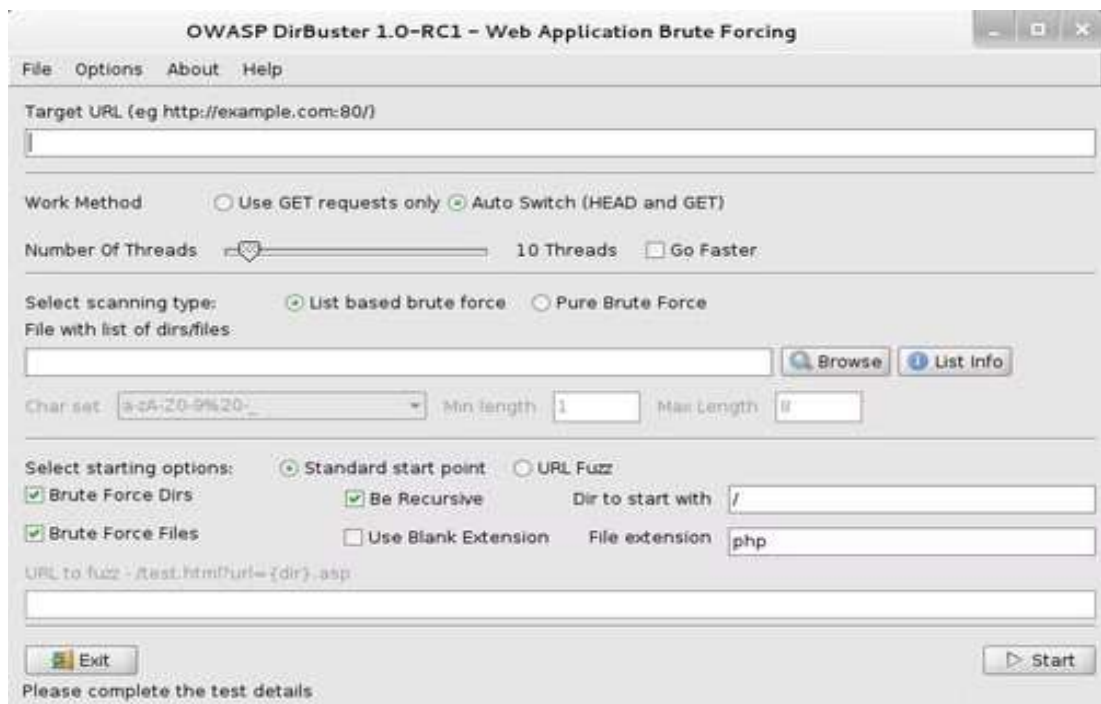 OWASP DirBuster 1.0-RC1 - Web Application Brute Forcing
File Options About Help
Target URL (eg http://example.com:80/)
Work Method Use GET requests only Auto Switch (HEAD and GET)
Number Of Threads 10 Threads Go Faster
Select scanning type: List based brute force Pure Brute Force
File with list of dirs/files
Browse List Info
Char set a-zA-Z0-9%20-_ Min length 1 Max Length 8
Select starting options: Standard start point URL Fuzz
Brute Force Dirs Be Recursive Dir to start with /
Brute Force Files Use Blank Extension File extension php
URL to fuzz - /test.html?url={dir}.asp
Exit Start
Please complete the test details